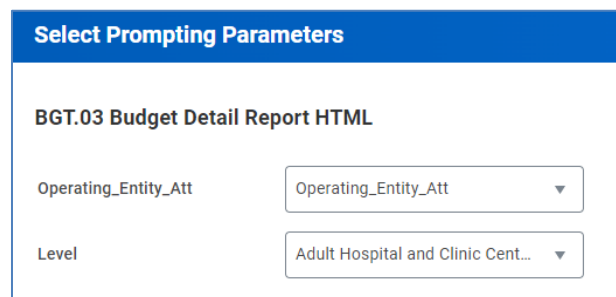 Select Prompting Parameters
BGT.03 Budget Detail Report HTML
Operating_Entity_Att Operating_Entity_Att
Level Adult Hospital and Clinic Cent...